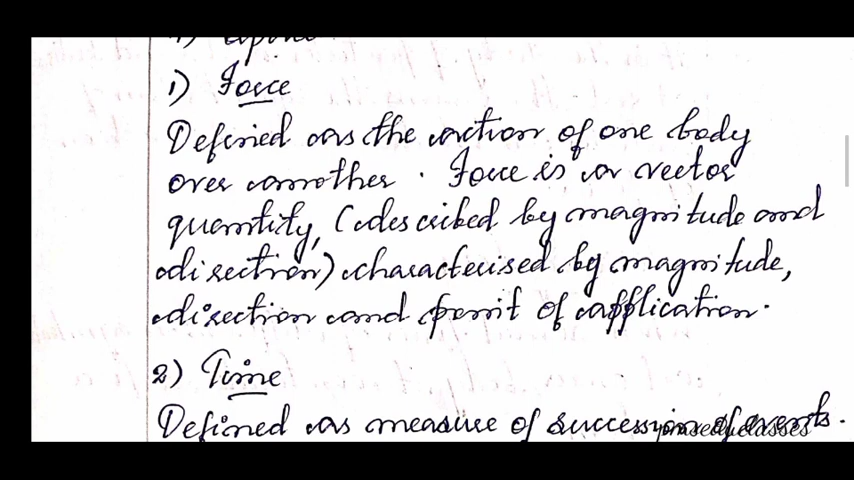 1) Force
Defined as the action of one body
over another. Force is a vector
quantity, (described by magnitude and
direction) characterised by magnitude,
direction and point of application.
2) Time
Defined as measure of succession of events.